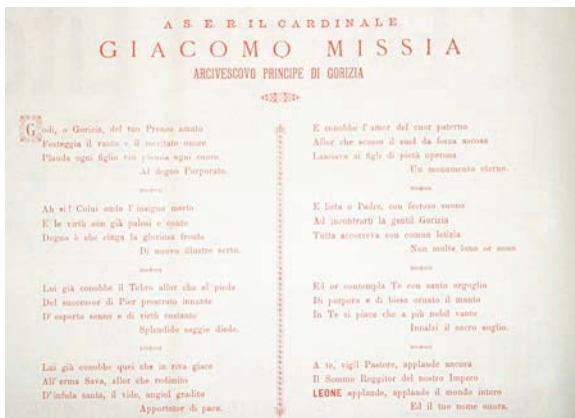 A S. E. R. IL CARDINALE
GIACOMO MISSIA
ARCIVESCOVO PRINCIPE DI GORIZIA
Godi, o Gorizia, del tuo Prence amato
Festeggia il vanto e il meritato onore
Plauda ogni figlio tuo plauda ogni cuore
Al degno Porporato.
Ah sì! Colui onde l'insigne merto
E le virtù son già palesi e conte
Degno è che cinga la gloriosa fronte
Di nuovo illustre serto.
Lui già conobbe il Tebro allor che al piede
Del successor di Pier prostrato innante
D'esperto senno e di virtù costante
Splendido saggio diede.
Lui già conobbe quei che in riva giace
All'erma Sava, allor che redimito
D'infula santa, il vide, angiol gradito
Apportator di pace.
E conobbe l'amor del cuor paterno
Allor che scosso il suol da forza ascosa
Lasciava ai figli di pietà operosa
Un monumento eterno.
E lieta o Padre, con festoso suono
Ad incontrarti la gentil Gorizia
Tutta accorreva con comun letizia
Non molte lune or sono
Ed or contempla Te con santo orgoglio
Di porpora e di bisso ornato il manto
In Te si piace che a più nobil vanto
Innalzi il sacro soglio.
A te, vigil Pastore, applaude ancora
Il Sommo Reggitor del nostro Impero
LEONE applaude, applaude il mondo intero
Ed il tuo nome onora.